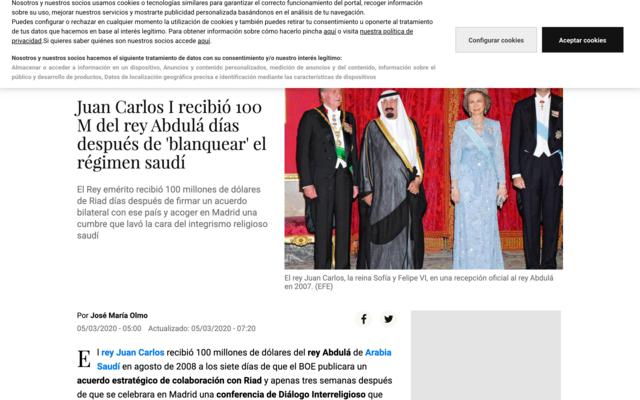 Nosotros y nuestros socios usamos cookies o tecnologías similares para garantizar el correcto funcionamiento del portal, recoger información
sobre su uso, mejorar nuestros servicios y mostrarte publicidad personalizada basándonos en el análisis de tu navegación.
Puedes configurar o rechazar en cualquier momento la utilización de cookies y también puedes retirar tu consentimiento u oponerte al tratamiento
de tus datos que hacemos en base al interés legítimo. Para obtener información sobre cómo hacerlo pincha aquí o visita nuestra política de
privacidad Si quieres saber quiénes son nuestros socios accede aquí.
Nosotros y nuestros socios hacemos el siguiente tratamiento de datos con su consentimiento y/o nuestro interés legítimo:
Almacenar o acceder a información en un dispositivo, Anuncios y contenido personalizados, medición de anuncios y del contenido, información sobre el
público y desarrollo de productos, Datos de localización geográfica precisa e identificación mediante las características de dispositivos
Configurar cookies
Aceptar cookies
Juan Carlos I recibió 100
M del rey Abdulá días
después de 'blanquear' el
régimen saudí
El Rey emérito recibió 100 millones de dólares
de Riad días después de firmar un acuerdo
bilateral con ese país y acoger en Madrid una
cumbre que lavó la cara del integrismo religioso
saudí
El rey Juan Carlos, la reina Sofía y Felipe VI, en una recepción oficial al rey Abdulá
en 2007. (EFE)
Por José María Olmo
05/03/2020 - 05:00 Actualizado: 05/03/2020 - 07:20
El rey Juan Carlos recibió 100 millones de dólares del rey Abdulá de Arabia
Saudí en agosto de 2008 a los siete días de que el BOE publicara un
acuerdo estratégico de colaboración con Riad y apenas tres semanas después
de que se celebrara en Madrid una conferencia de Diálogo Interreligioso que